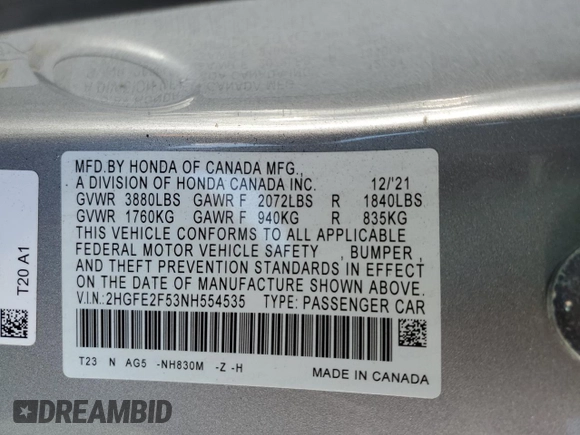 MFD.BY HONDA OF CANADA MFG.,
A DIVISION OF HONDA CANADA INC. 12/'21
GVWR 3880LBS GAWR F 2072LBS R 1840LBS
GVWR 1760KG GAWR F 940KG R 835KG
THIS VEHICLE CONFORMS TO ALL APPLICABLE
FEDERAL MOTOR VEHICLE SAFETY , BUMPER ,
AND THEFT PREVENTION STANDARDS IN EFFECT
ON THE DATE OF MANUFACTURE SHOWN ABOVE.
V.I.N.:2HGFE2F53NH554535 TYPE: PASSENGER CAR
T23 N AG5 -NH830M -Z -H
MADE IN CANADA
T20 A1
DREAMBID